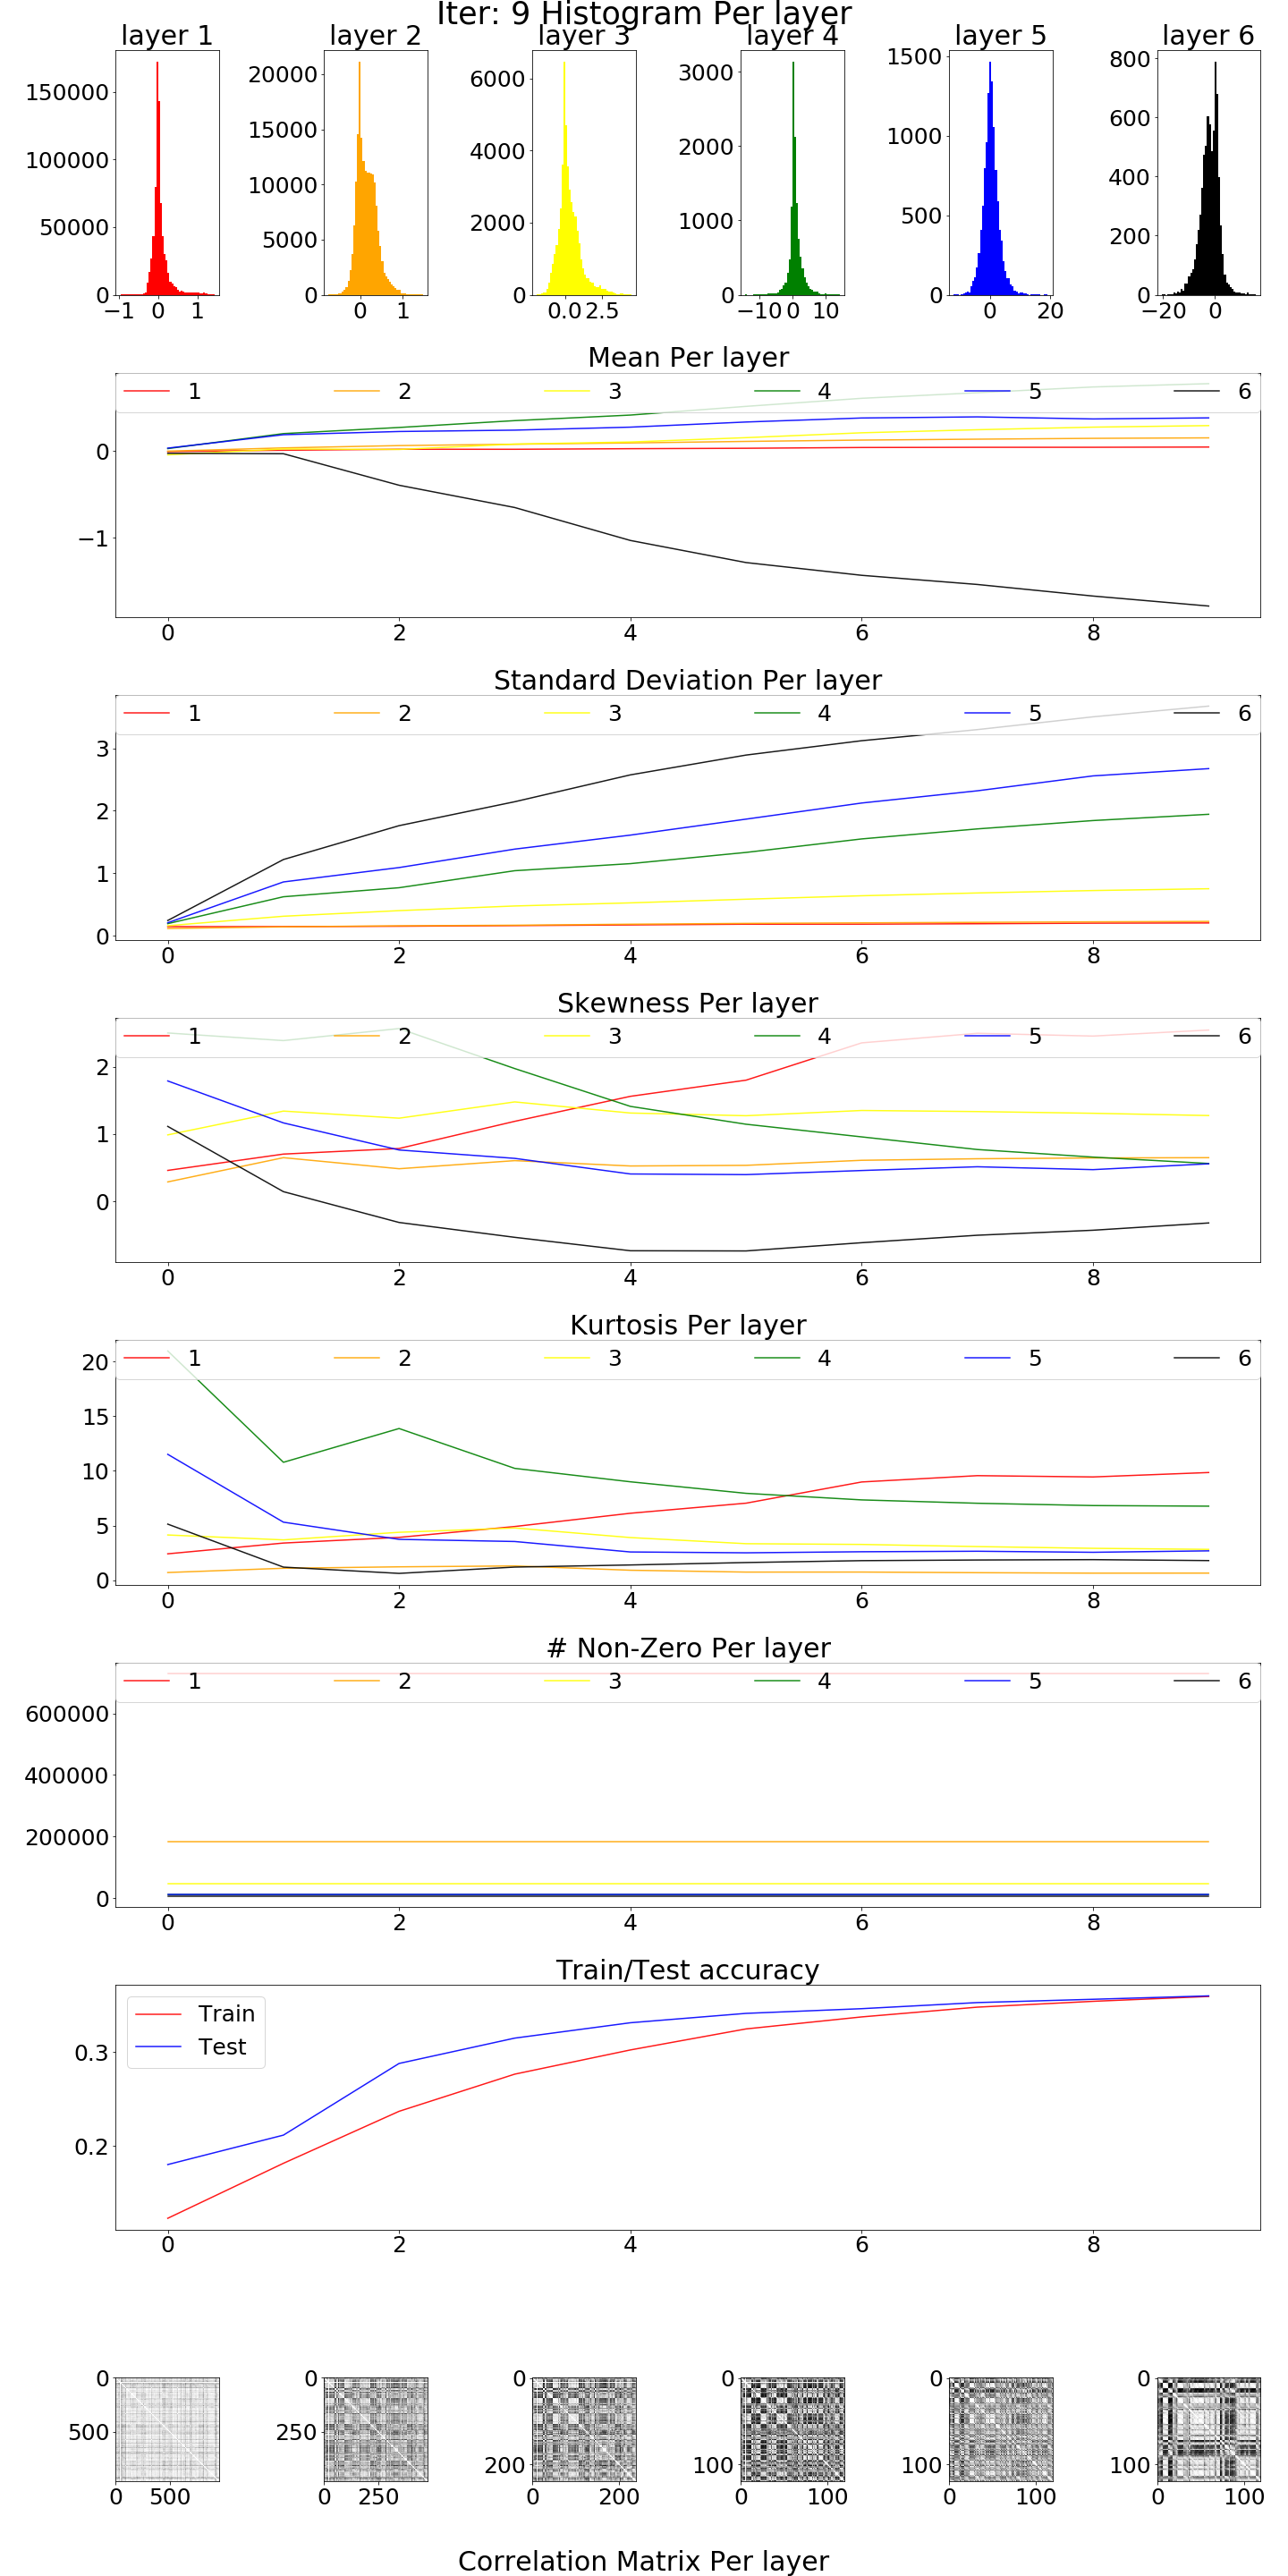 Iter: 9 Histogram Per layer
layer 1 layer 2 layer 3 layer 4 layer 5 layer 6
150000 100000 50000 0
−1 0 1
20000 15000 10000 5000 0
0 1
6000 4000 2000 0
0.0 2.5
3000 2000 1000 0
−10 0 10
1500 1000 500 0
0 20
800 600 400 200 0
−20 0
Mean Per layer
1 2 3 4 5 6
0
−1
0 2 4 6 8
Standard Deviation Per layer
1 2 3 4 5 6
3
2
1
0
0 2 4 6 8
Skewness Per layer
1 2 3 4 5 6
2
1
0
0 2 4 6 8
Kurtosis Per layer
1 2 3 4 5 6
20
15
10
5
0
0 2 4 6 8
# Non-Zero Per layer
1 2 3 4 5 6
600000
400000
200000
0
0 2 4 6 8
Train/Test accuracy
Train
Test
0.3
0.2
0 2 4 6 8
0 500
0 500
0 250
0 250
0 200
0 200
0 100
0 100
0 100
0 100
0 100
0 100
Correlation Matrix Per layer